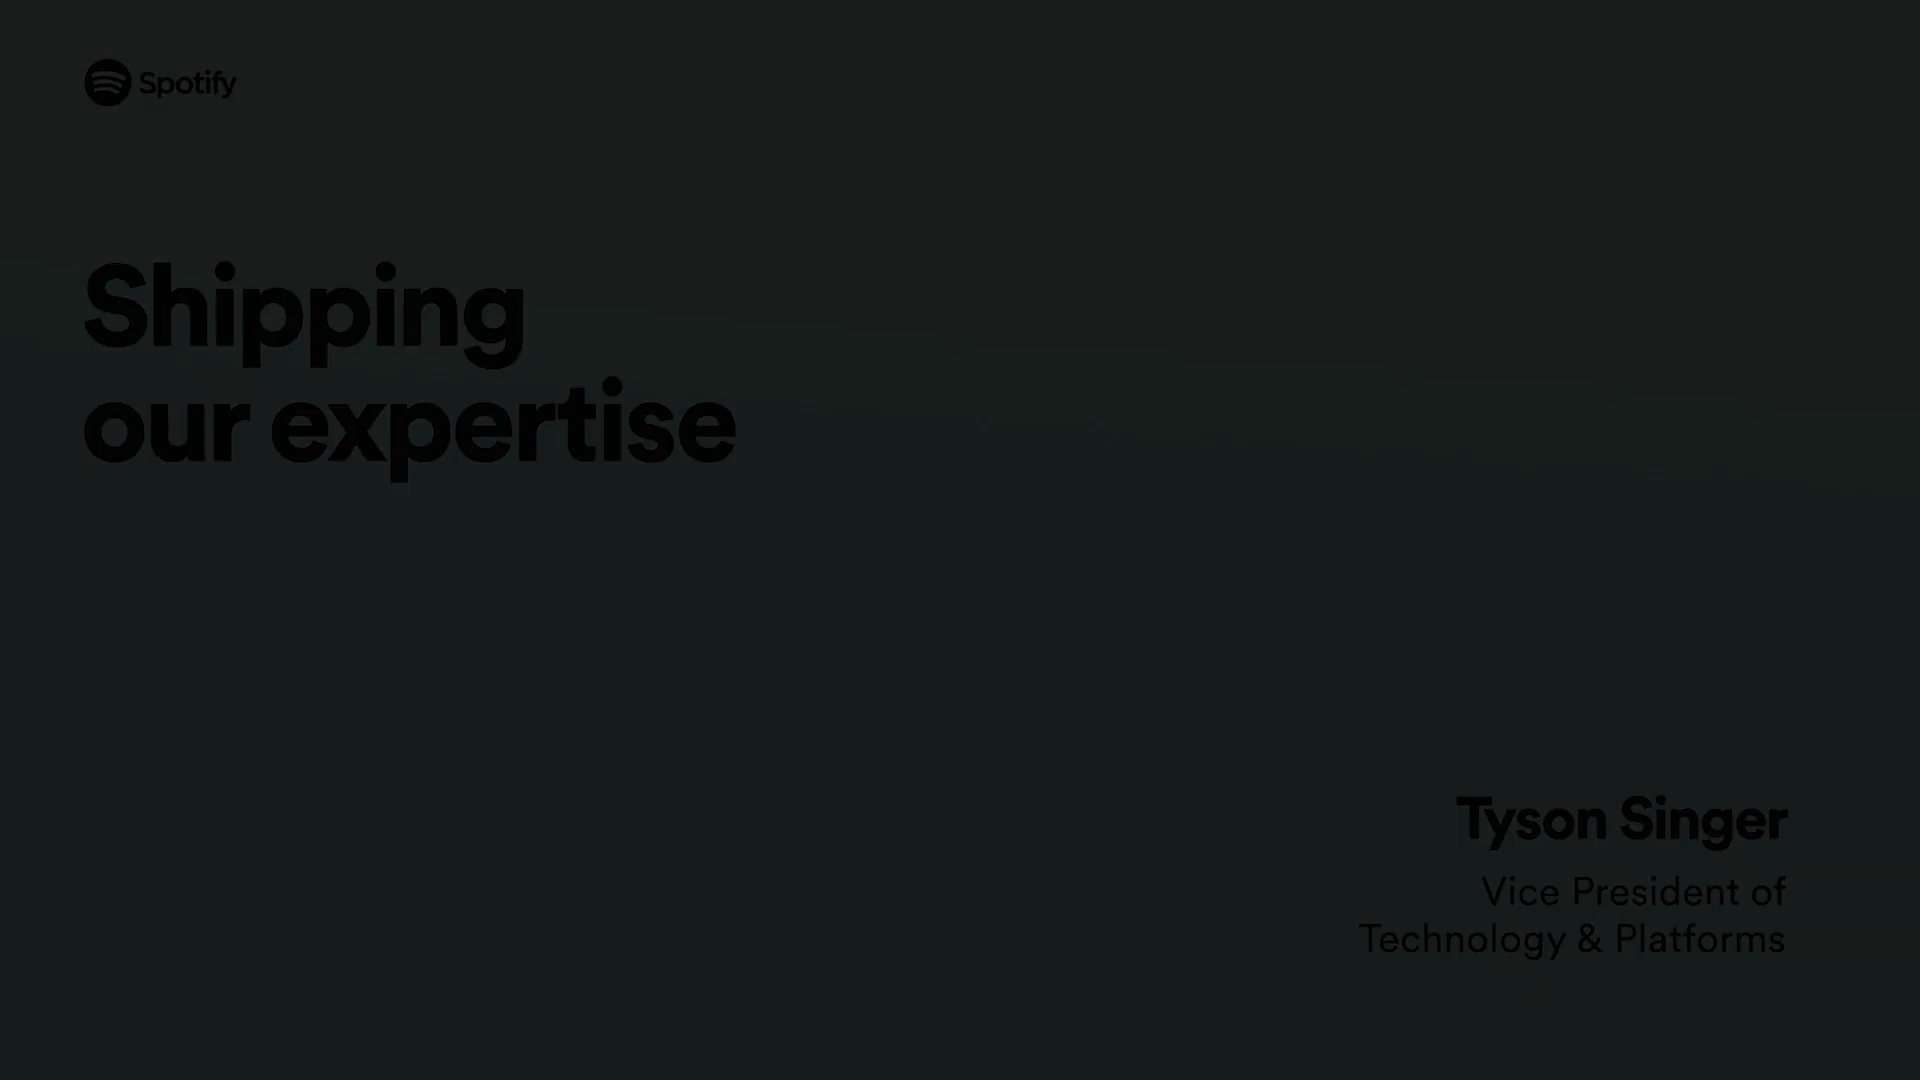 Spotify
Shipping
our expertise
Tyson Singer
Vice President of
Technology & Platforms